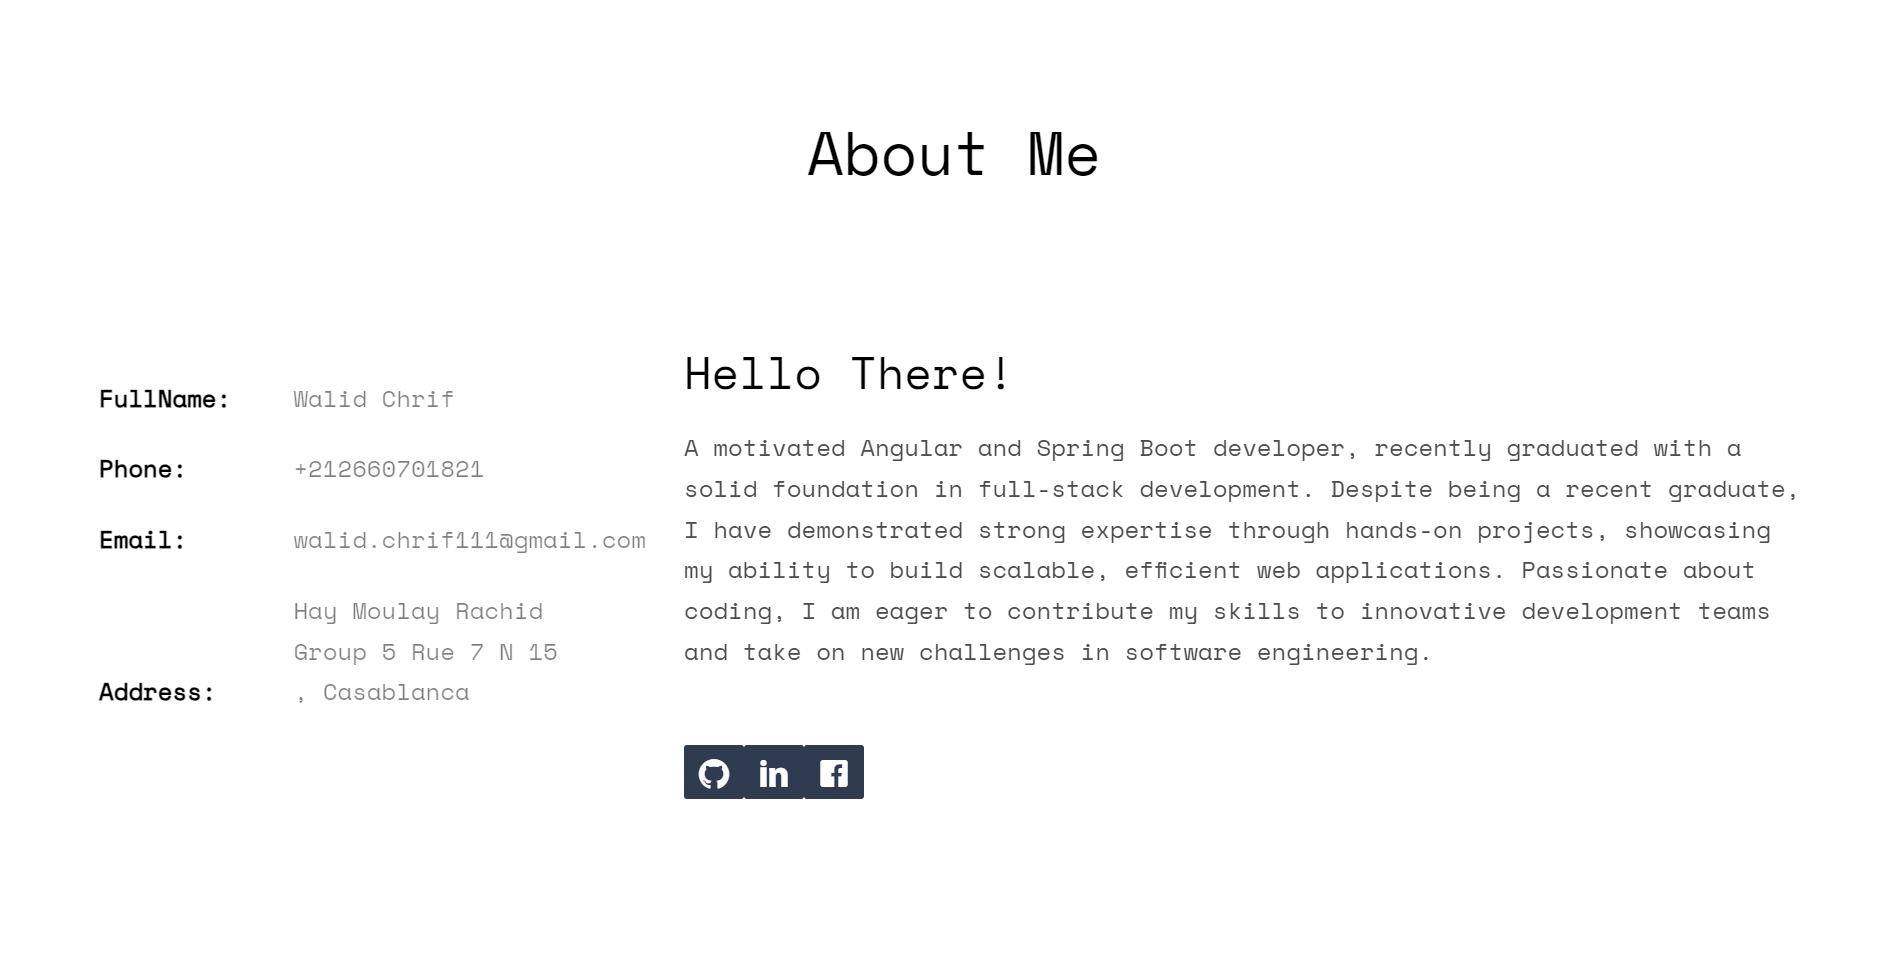 About Me
FullName: Walid Chrif
Phone: +212660701821
Email: walid.chrif111@gmail.com
Hay Moulay Rachid
Group 5 Rue 7 N 15
Address: , Casablanca
Hello There!
A motivated Angular and Spring Boot developer, recently graduated with a
solid foundation in full-stack development. Despite being a recent graduate,
I have demonstrated strong expertise through hands-on projects, showcasing
my ability to build scalable, efficient web applications. Passionate about
coding, I am eager to contribute my skills to innovative development teams
and take on new challenges in software engineering.